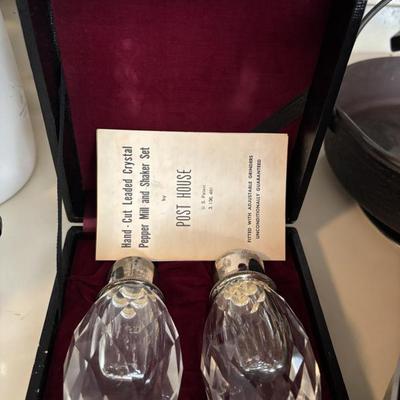 Hand - Cut Leaded Crystal
Pepper Mill and Shaker Set
by
POST HOUSE
U. S. Patent
FITTED WITH ADJUSTABLE GRINDERS
UNCONDITIONALLY GUARANTEED